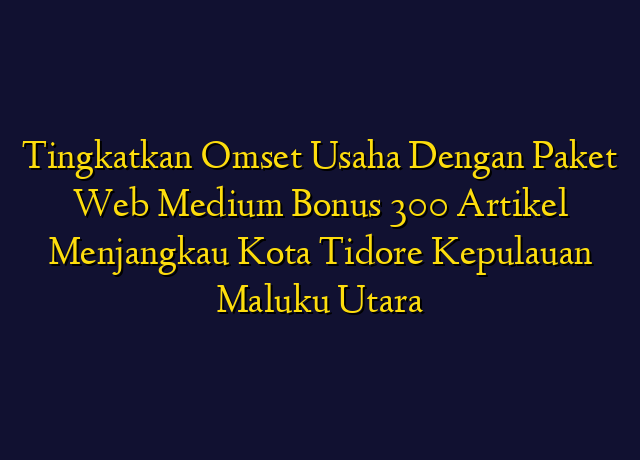 Tingkatkan Omset Usaha Dengan Paket
Web Medium Bonus 300 Artikel
Menjangkau Kota Tidore Kepulauan
Maluku Utara